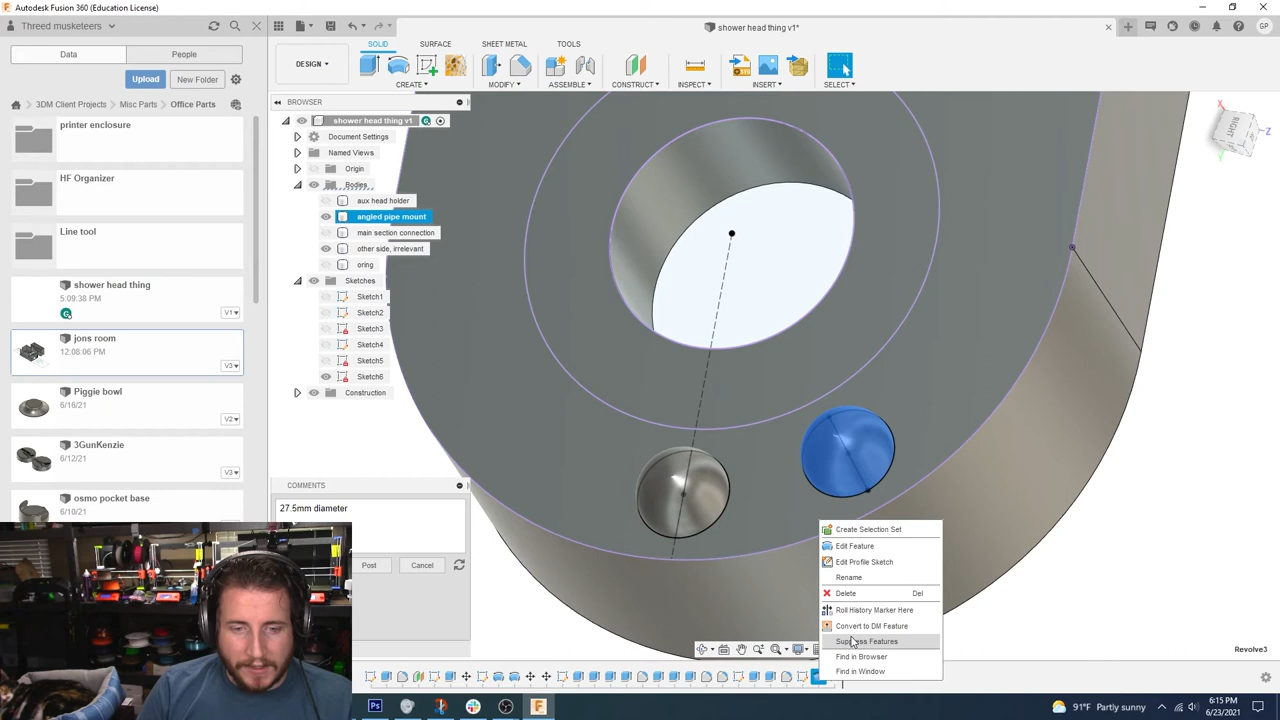 Autodesk Fusion 360 (Education License)
Threed musketeers
shower head thing v1*
GP
Data
People
Upload
New Folder
3DM Client Projects
Misc Parts
Office Parts
DESIGN
SOLID
SURFACE
SHEET METAL
TOOLS
CREATE
MODIFY
ASSEMBLE
CONSTRUCT
INSPECT
INSERT
SELECT
BROWSER
shower head thing v1
Document Settings
Named Views
Origin
Bodies
aux head holder
angled pipe mount
main section connection
other side, irrelevant
oring
Sketches
Sketch1
Sketch2
Sketch3
Sketch4
Sketch5
Sketch6
Construction
printer enclosure
HF Organizer
Line tool
shower head thing
5:09:38 PM
V1
jons room
12:08:06 PM
V3
Piggie bowl
6/16/21
V2
3GunKenzie
6/12/21
V3
osmo pocket base
6/10/21
COMMENTS
27.5mm diameter
Post
Cancel
X
Z
Y
RIGHT
Create Selection Set
Edit Feature
Edit Profile Sketch
Rename
Delete Del
Roll History Marker Here
Convert to DM Feature
Suppress Features
Find in Browser
Find in Window
Revolve3
91°F Partly sunny
6:15 PM
6/23/2021